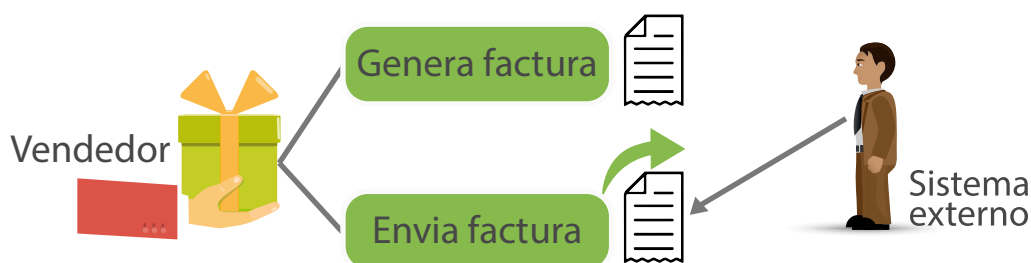 Genera factura
Vendedor
Envia factura
Sistema
externo